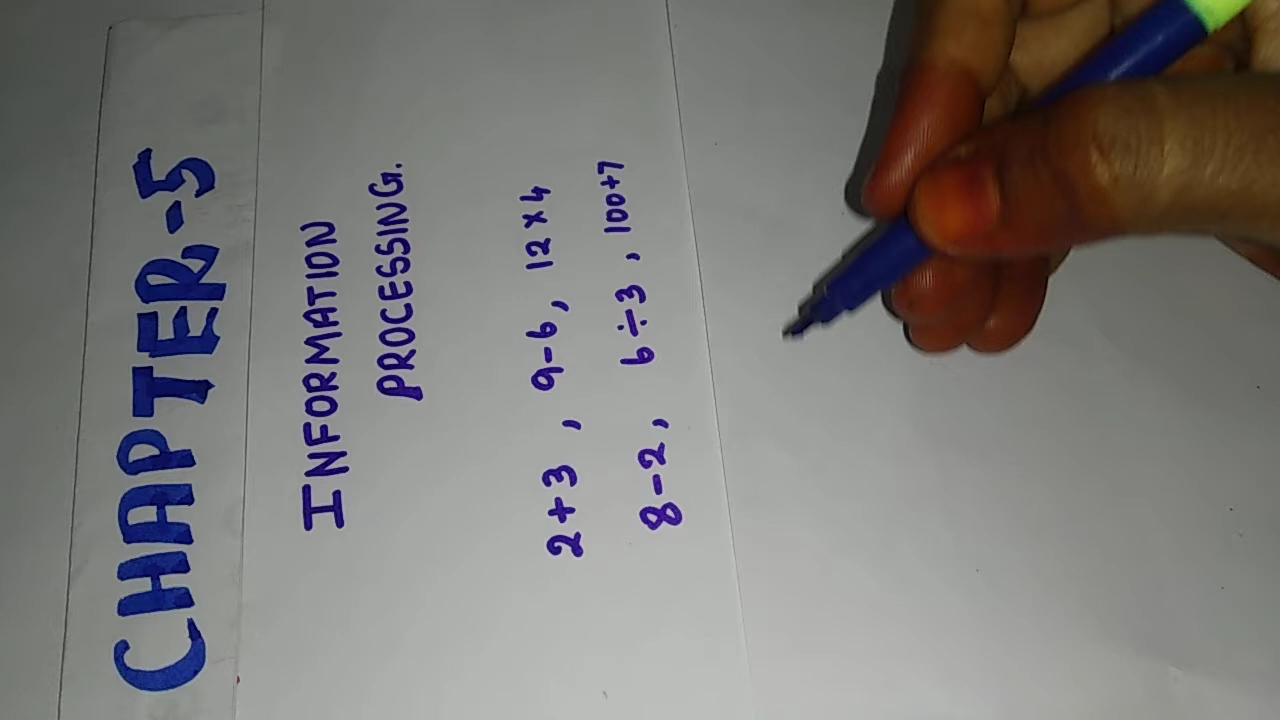 CHAPTER-5
INFORMATION
PROCESSING.
2+3, 9-6, 12×4
8-2, 6÷3, 100+7